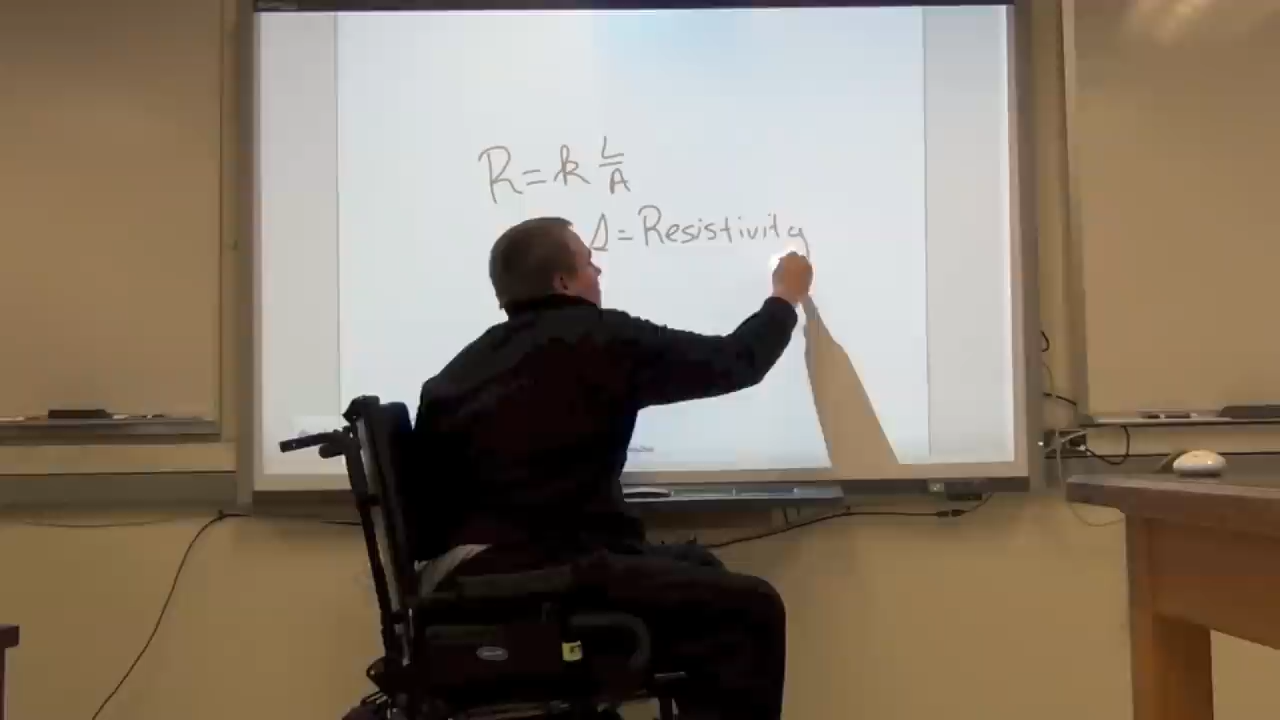 R = k L/A
= Resistivity